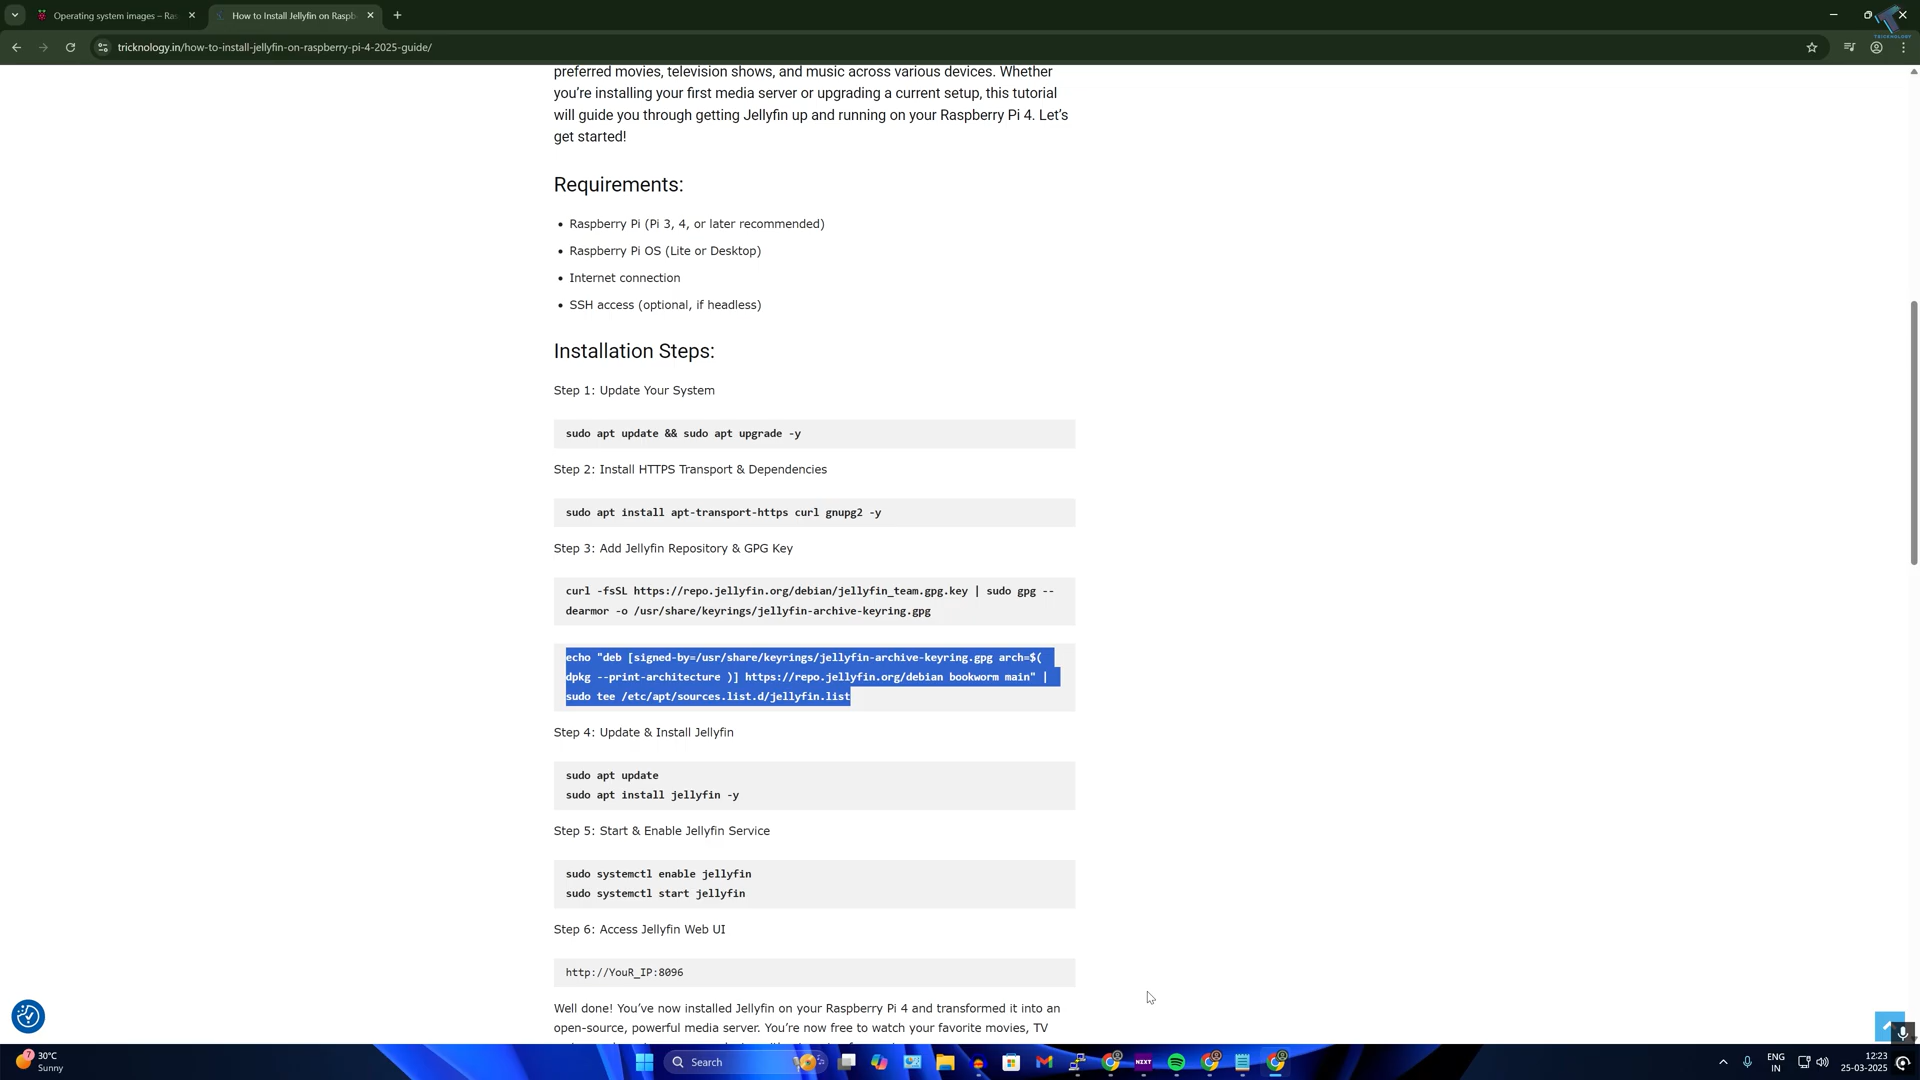 Operating system images – Ras
How to Install Jellyfin on Raspb
tricknology.in/how-to-install-jellyfin-on-raspberry-pi-4-2025-guide/
TRICKNOLOGY
preferred movies, television shows, and music across various devices. Whether
you’re installing your first media server or upgrading a current setup, this tutorial
will guide you through getting Jellyfin up and running on your Raspberry Pi 4. Let’s
get started!
Requirements:
• Raspberry Pi (Pi 3, 4, or later recommended)
• Raspberry Pi OS (Lite or Desktop)
• Internet connection
• SSH access (optional, if headless)
Installation Steps:
Step 1: Update Your System
sudo apt update && sudo apt upgrade -y
Step 2: Install HTTPS Transport & Dependencies
sudo apt install apt-transport-https curl gnupg2 -y
Step 3: Add Jellyfin Repository & GPG Key
curl -fsSL https://repo.jellyfin.org/debian/jellyfin_team.gpg.key | sudo gpg --
dearmor -o /usr/share/keyrings/jellyfin-archive-keyring.gpg
echo "deb [signed-by=/usr/share/keyrings/jellyfin-archive-keyring.gpg arch=$(
dpkg --print-architecture )] https://repo.jellyfin.org/debian bookworm main" |
sudo tee /etc/apt/sources.list.d/jellyfin.list
Step 4: Update & Install Jellyfin
sudo apt update
sudo apt install jellyfin -y
Step 5: Start & Enable Jellyfin Service
sudo systemctl enable jellyfin
sudo systemctl start jellyfin
Step 6: Access Jellyfin Web UI
http://YouR_IP:8096
Well done! You’ve now installed Jellyfin on your Raspberry Pi 4 and transformed it into an
open-source, powerful media server. You’re now free to watch your favorite movies, TV
7
30°C
Sunny
Search
NIXT
ENG
IN
12:23
25-03-2025